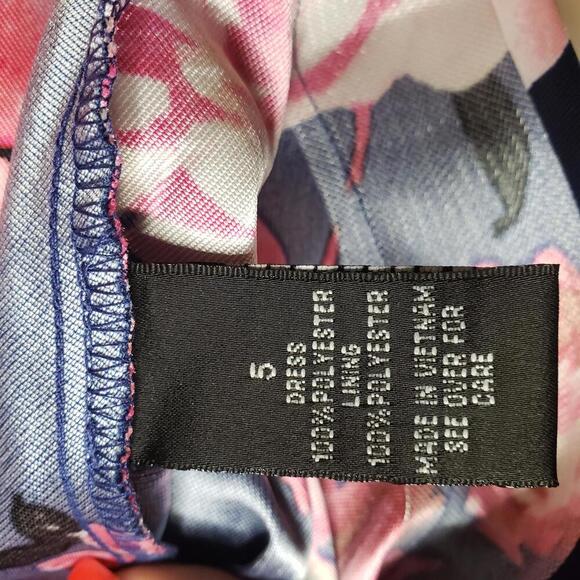 5
DRESS
100% POLYESTER
LINING
100% POLYESTER
MADE IN VIETNAM
SEE OVER FOR
CARE